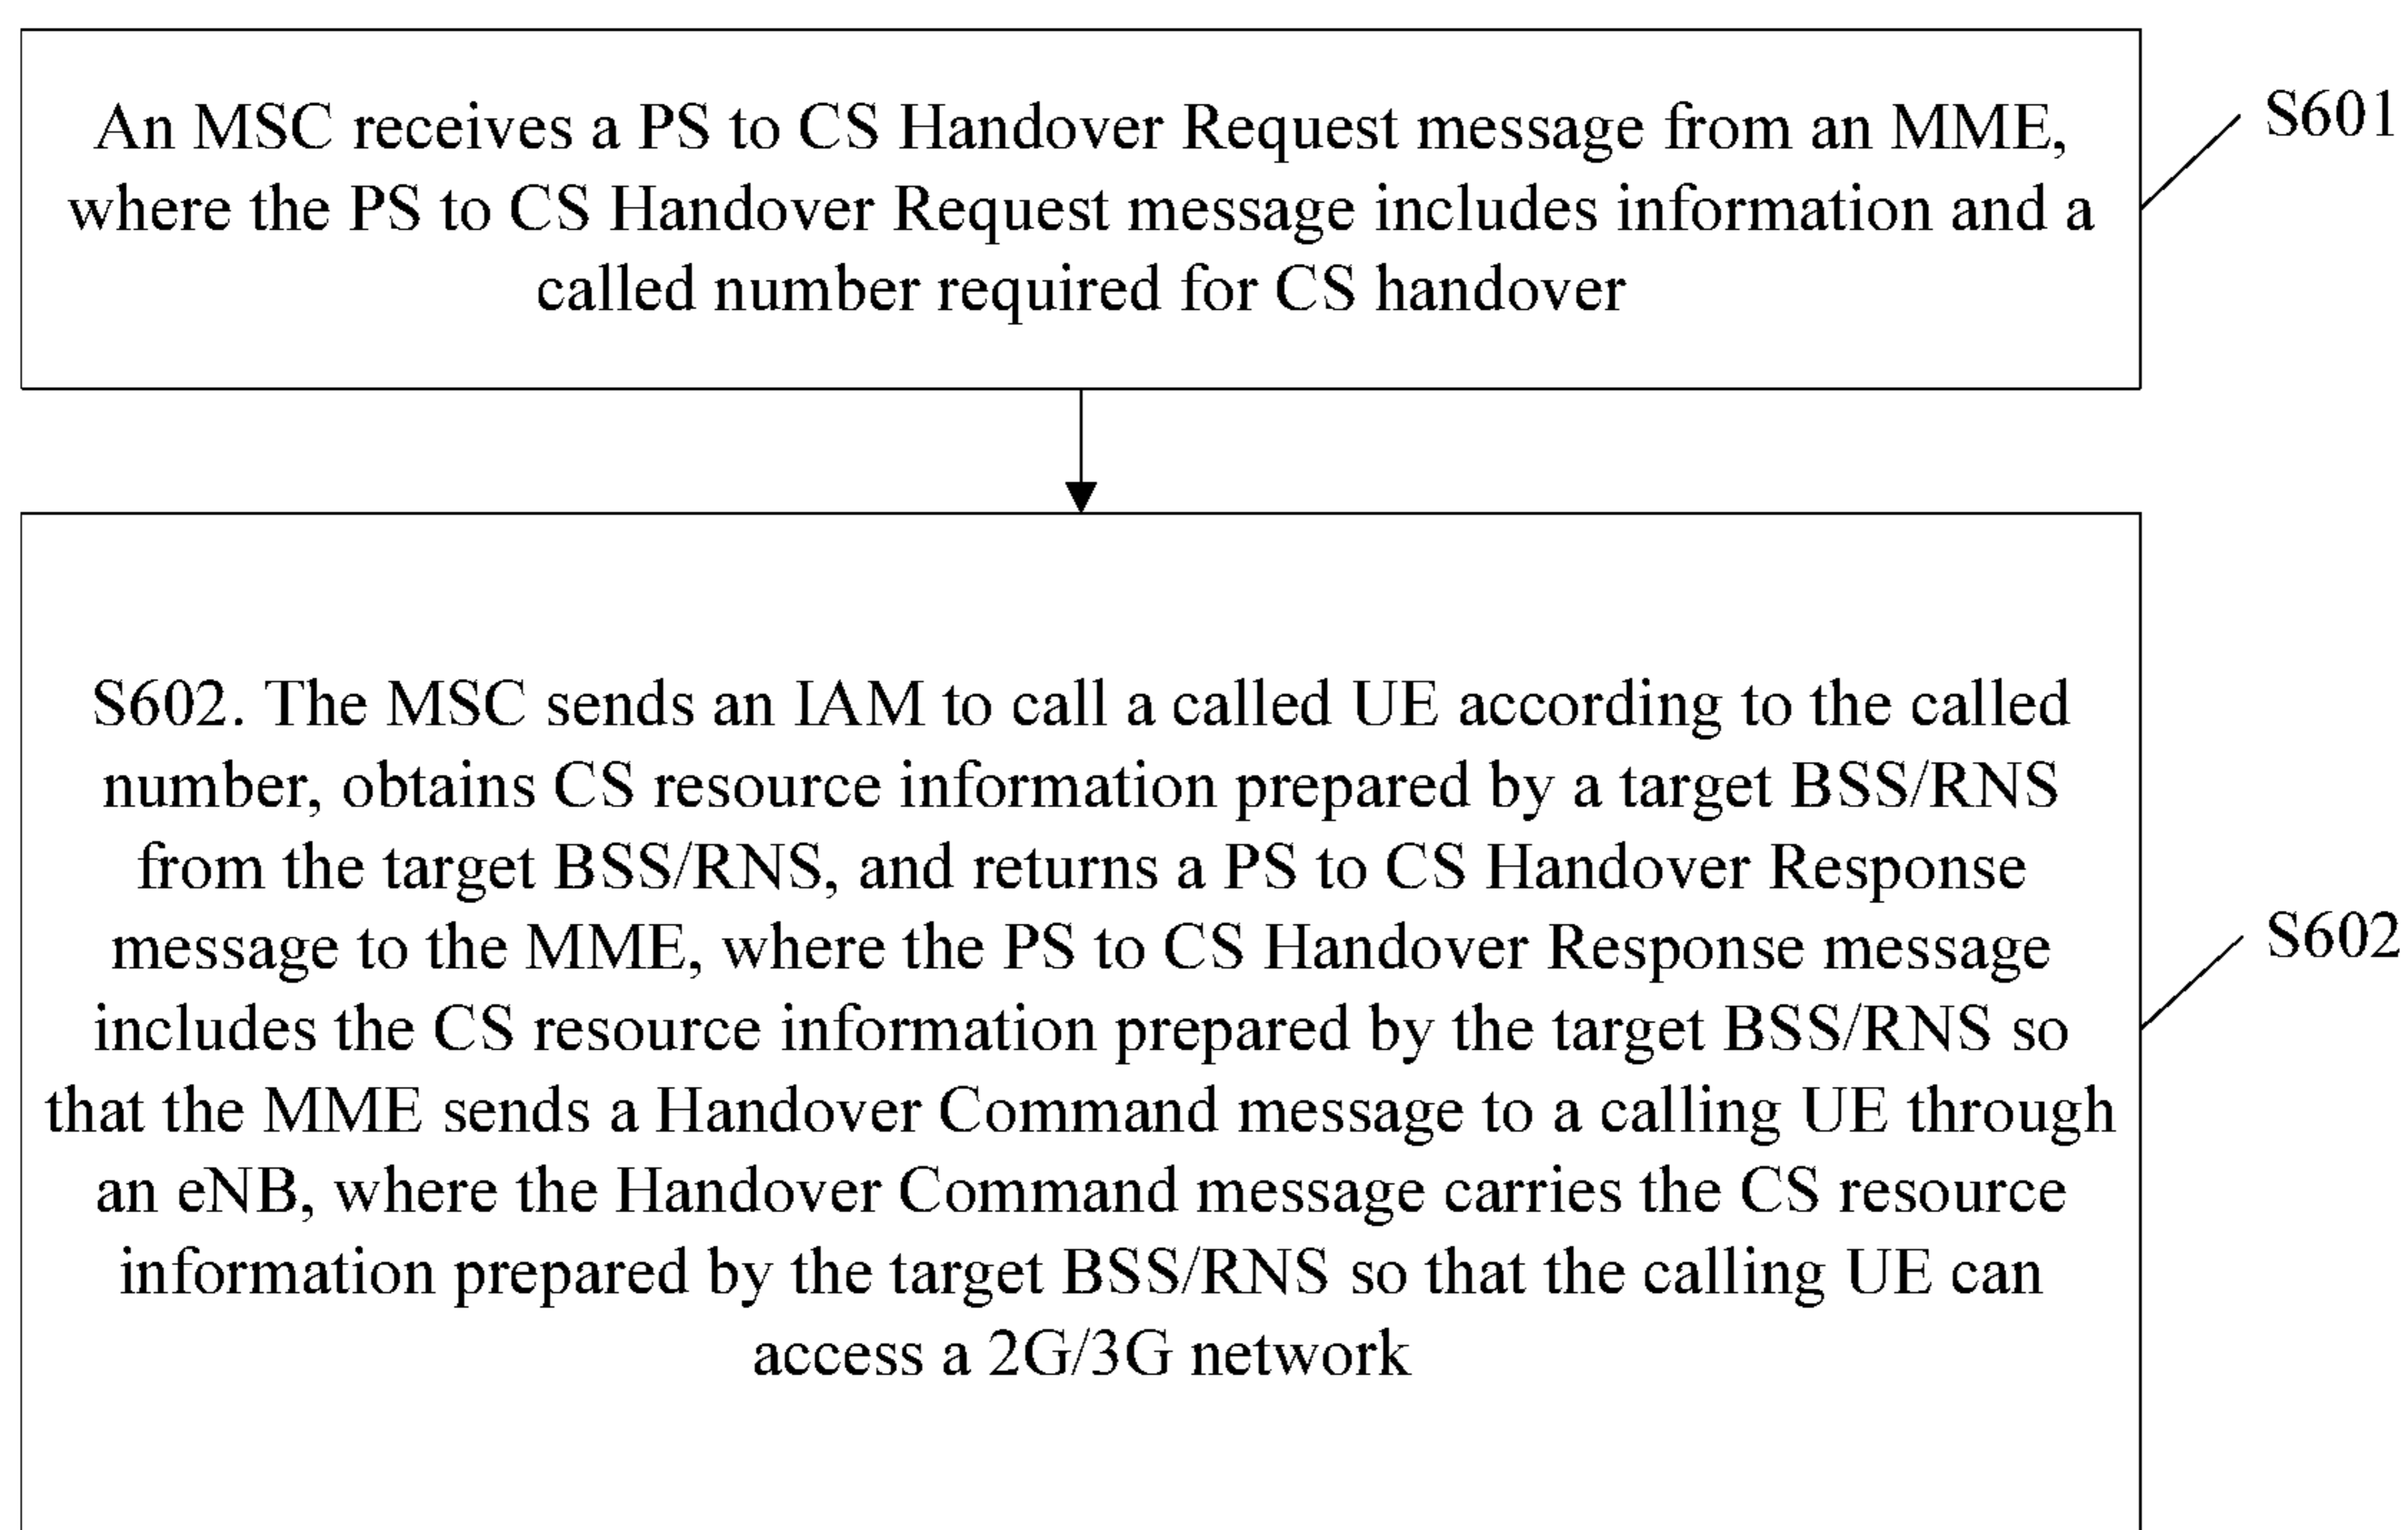 An MSC receives a PS to CS Handover Request message from an MME,
where the PS to CS Handover Request message includes information and a
called number required for CS handover
S601
S602. The MSC sends an IAM to call a called UE according to the called
number, obtains CS resource information prepared by a target BSS/RNS
from the target BSS/RNS, and returns a PS to CS Handover Response
message to the MME, where the PS to CS Handover Response message
includes the CS resource information prepared by the target BSS/RNS so
that the MME sends a Handover Command message to a calling UE through
an eNB, where the Handover Command message carries the CS resource
information prepared by the target BSS/RNS so that the calling UE can
access a 2G/3G network
S602